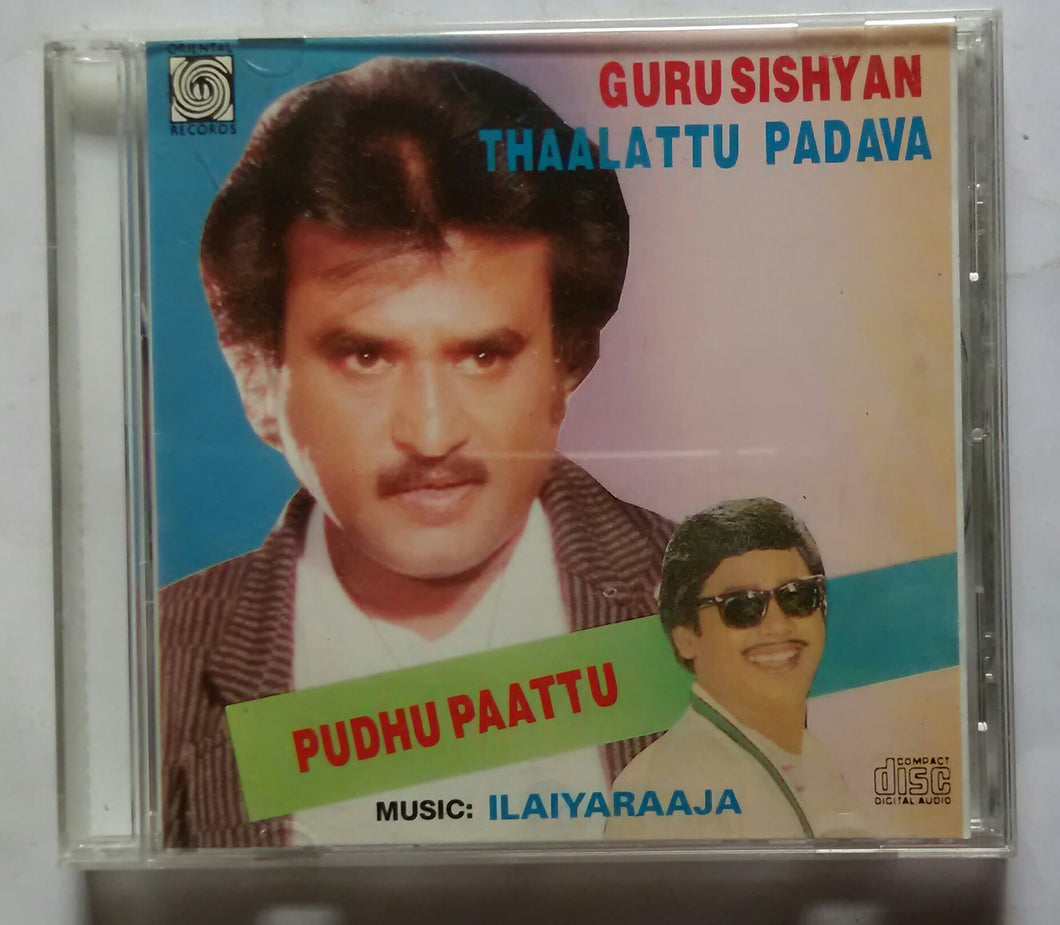 ORIENTAL
RECORDS
GURU SISHYAN
THAALATTU PADAVA
PUDHU PAATTU
MUSIC: ILAIYARAAJA
COMPACT
disc
DIGITAL AUDIO